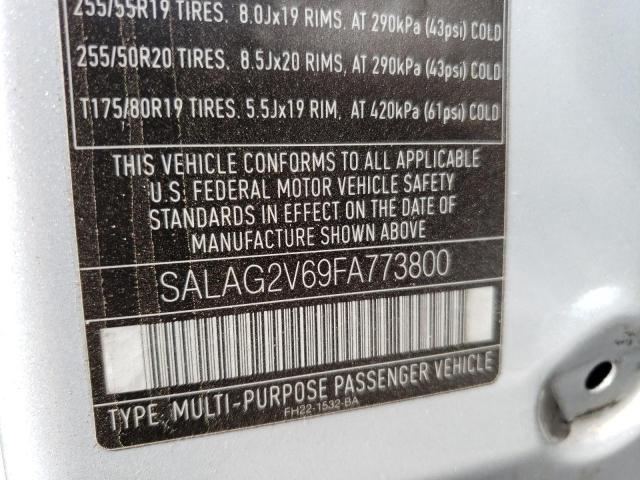 255/55R19 TIRES. 8.0Jx19 RIMS. AT 290kPa (43psi) COLD
255/50R20 TIRES. 8.5Jx20 RIMS, AT 290kPa (43psi) COLD
T175/80R19 TIRES. 5.5Jx19 RIM, AT 420kPa (61psi) COLD
THIS VEHICLE CONFORMS TO ALL APPLICABLE
U.S. FEDERAL MOTOR VEHICLE SAFETY
STANDARDS IN EFFECT ON THE DATE OF
MANUFACTURE SHOWN ABOVE
SALAG2V69FA773800
TYPE, MULTI-PURPOSE PASSENGER VEHICLE
FH22-1532-BA